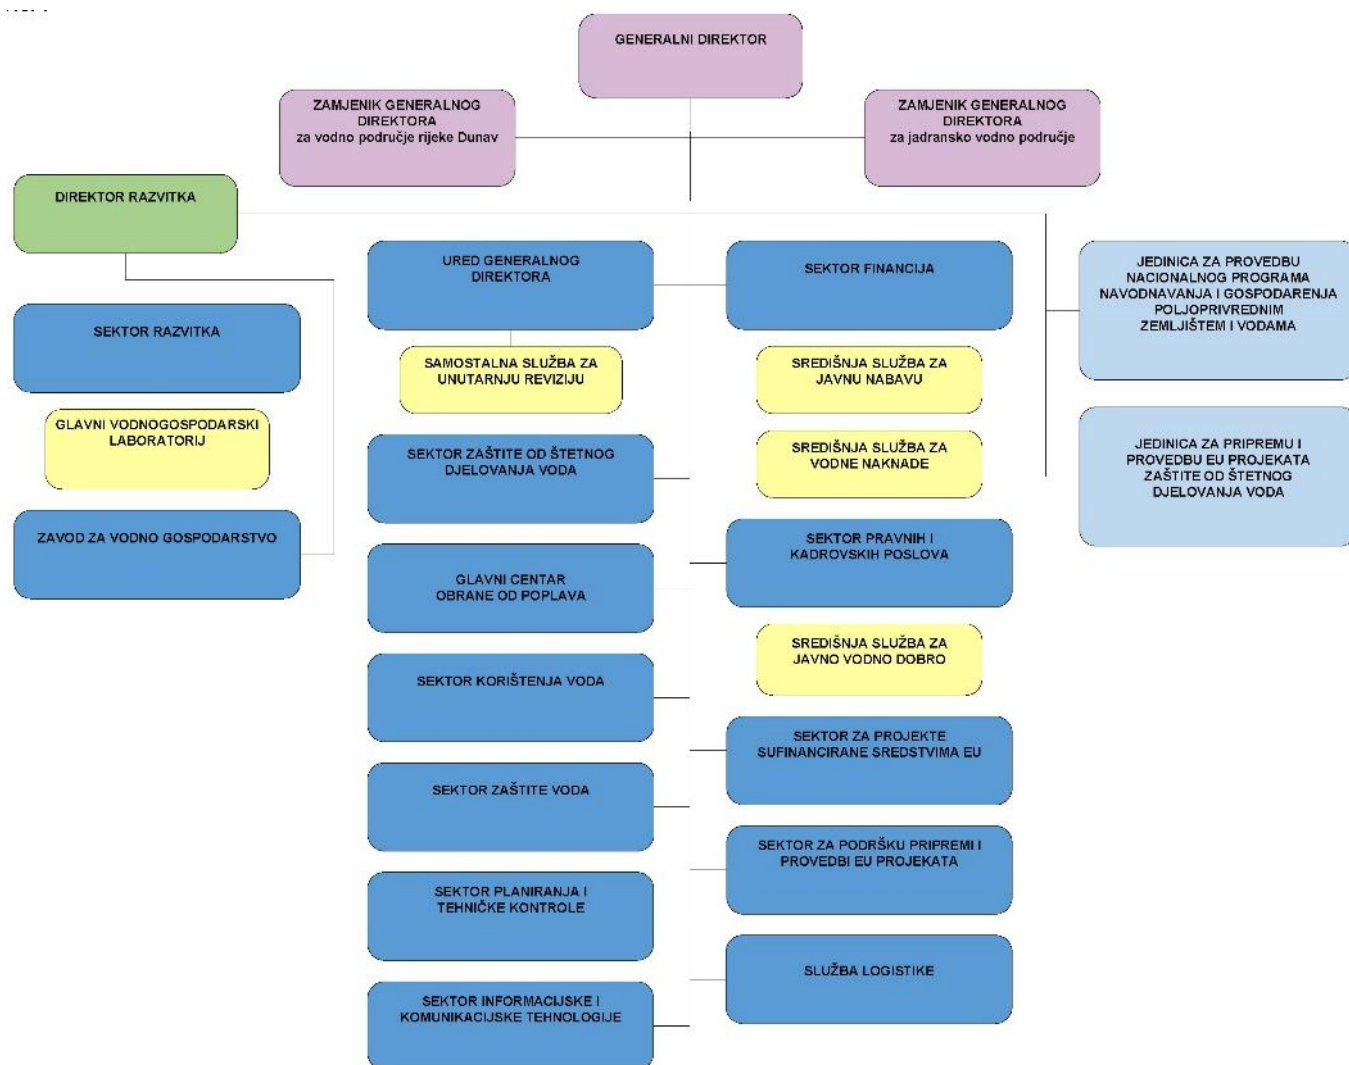 GENERALNI DIREKTOR
ZAMJENIK GENERALNOG
DIREKTORA
za vodno područje rijeke Dunav
ZAMJENIK GENERALNOG
DIREKTORA
za jadransko vodno područje
DIREKTOR RAZVITKA
SEKTOR RAZVITKA
GLAVNI VODNOGOSPODARSKI
LABORATORIJ
ZAVOD ZA VODNO GOSPODARSTVO
URED GENERALNOG
DIREKTORA
SAMOSTALNA SLUŽBA ZA
UNUTARNJU REVIZIJU
SEKTOR ZAŠTITE OD ŠTETNOG
DJELOVANJA VODA
GLAVNI CENTAR
OBRANE OD POPLAVA
SEKTOR KORIŠTENJA VODA
SEKTOR ZAŠTITE VODA
SEKTOR PLANIRANJA I
TEHNIČKE KONTROLE
SEKTOR INFORMACIJSKE I
KOMUNIKACIJSKE TEHNOLOGIJE
SEKTOR FINANCIJA
SREDIŠNJA SLUŽBA ZA
JAVNU NABAVU
SREDIŠNJA SLUŽBA ZA
VODNE NAKNADE
SEKTOR PRAVNIH I
KADROVSKIH POSLOVA
SREDIŠNJA SLUŽBA ZA
JAVNO VODNO DOBRO
SEKTOR ZA PROJEKTE
SUFINANCIRANE SREDSTVIMA EU
SEKTOR ZA PODRŠKU PRIPREMI I
PROVEDBI EU PROJEKATA
SLUŽBA LOGISTIKE
JEDINICA ZA PROVEDBU
NACIONALNOG PROGRAMA
NAVODNAVANJA I GOSPODARENJA
POLJOPRIVREDNIM
ZEMLJIŠTEM I VODAMA
JEDINICA ZA PRIPREMU I
PROVEDBU EU PROJEKATA
ZAŠTITE OD ŠTETNOG
DJELOVANJA VODA